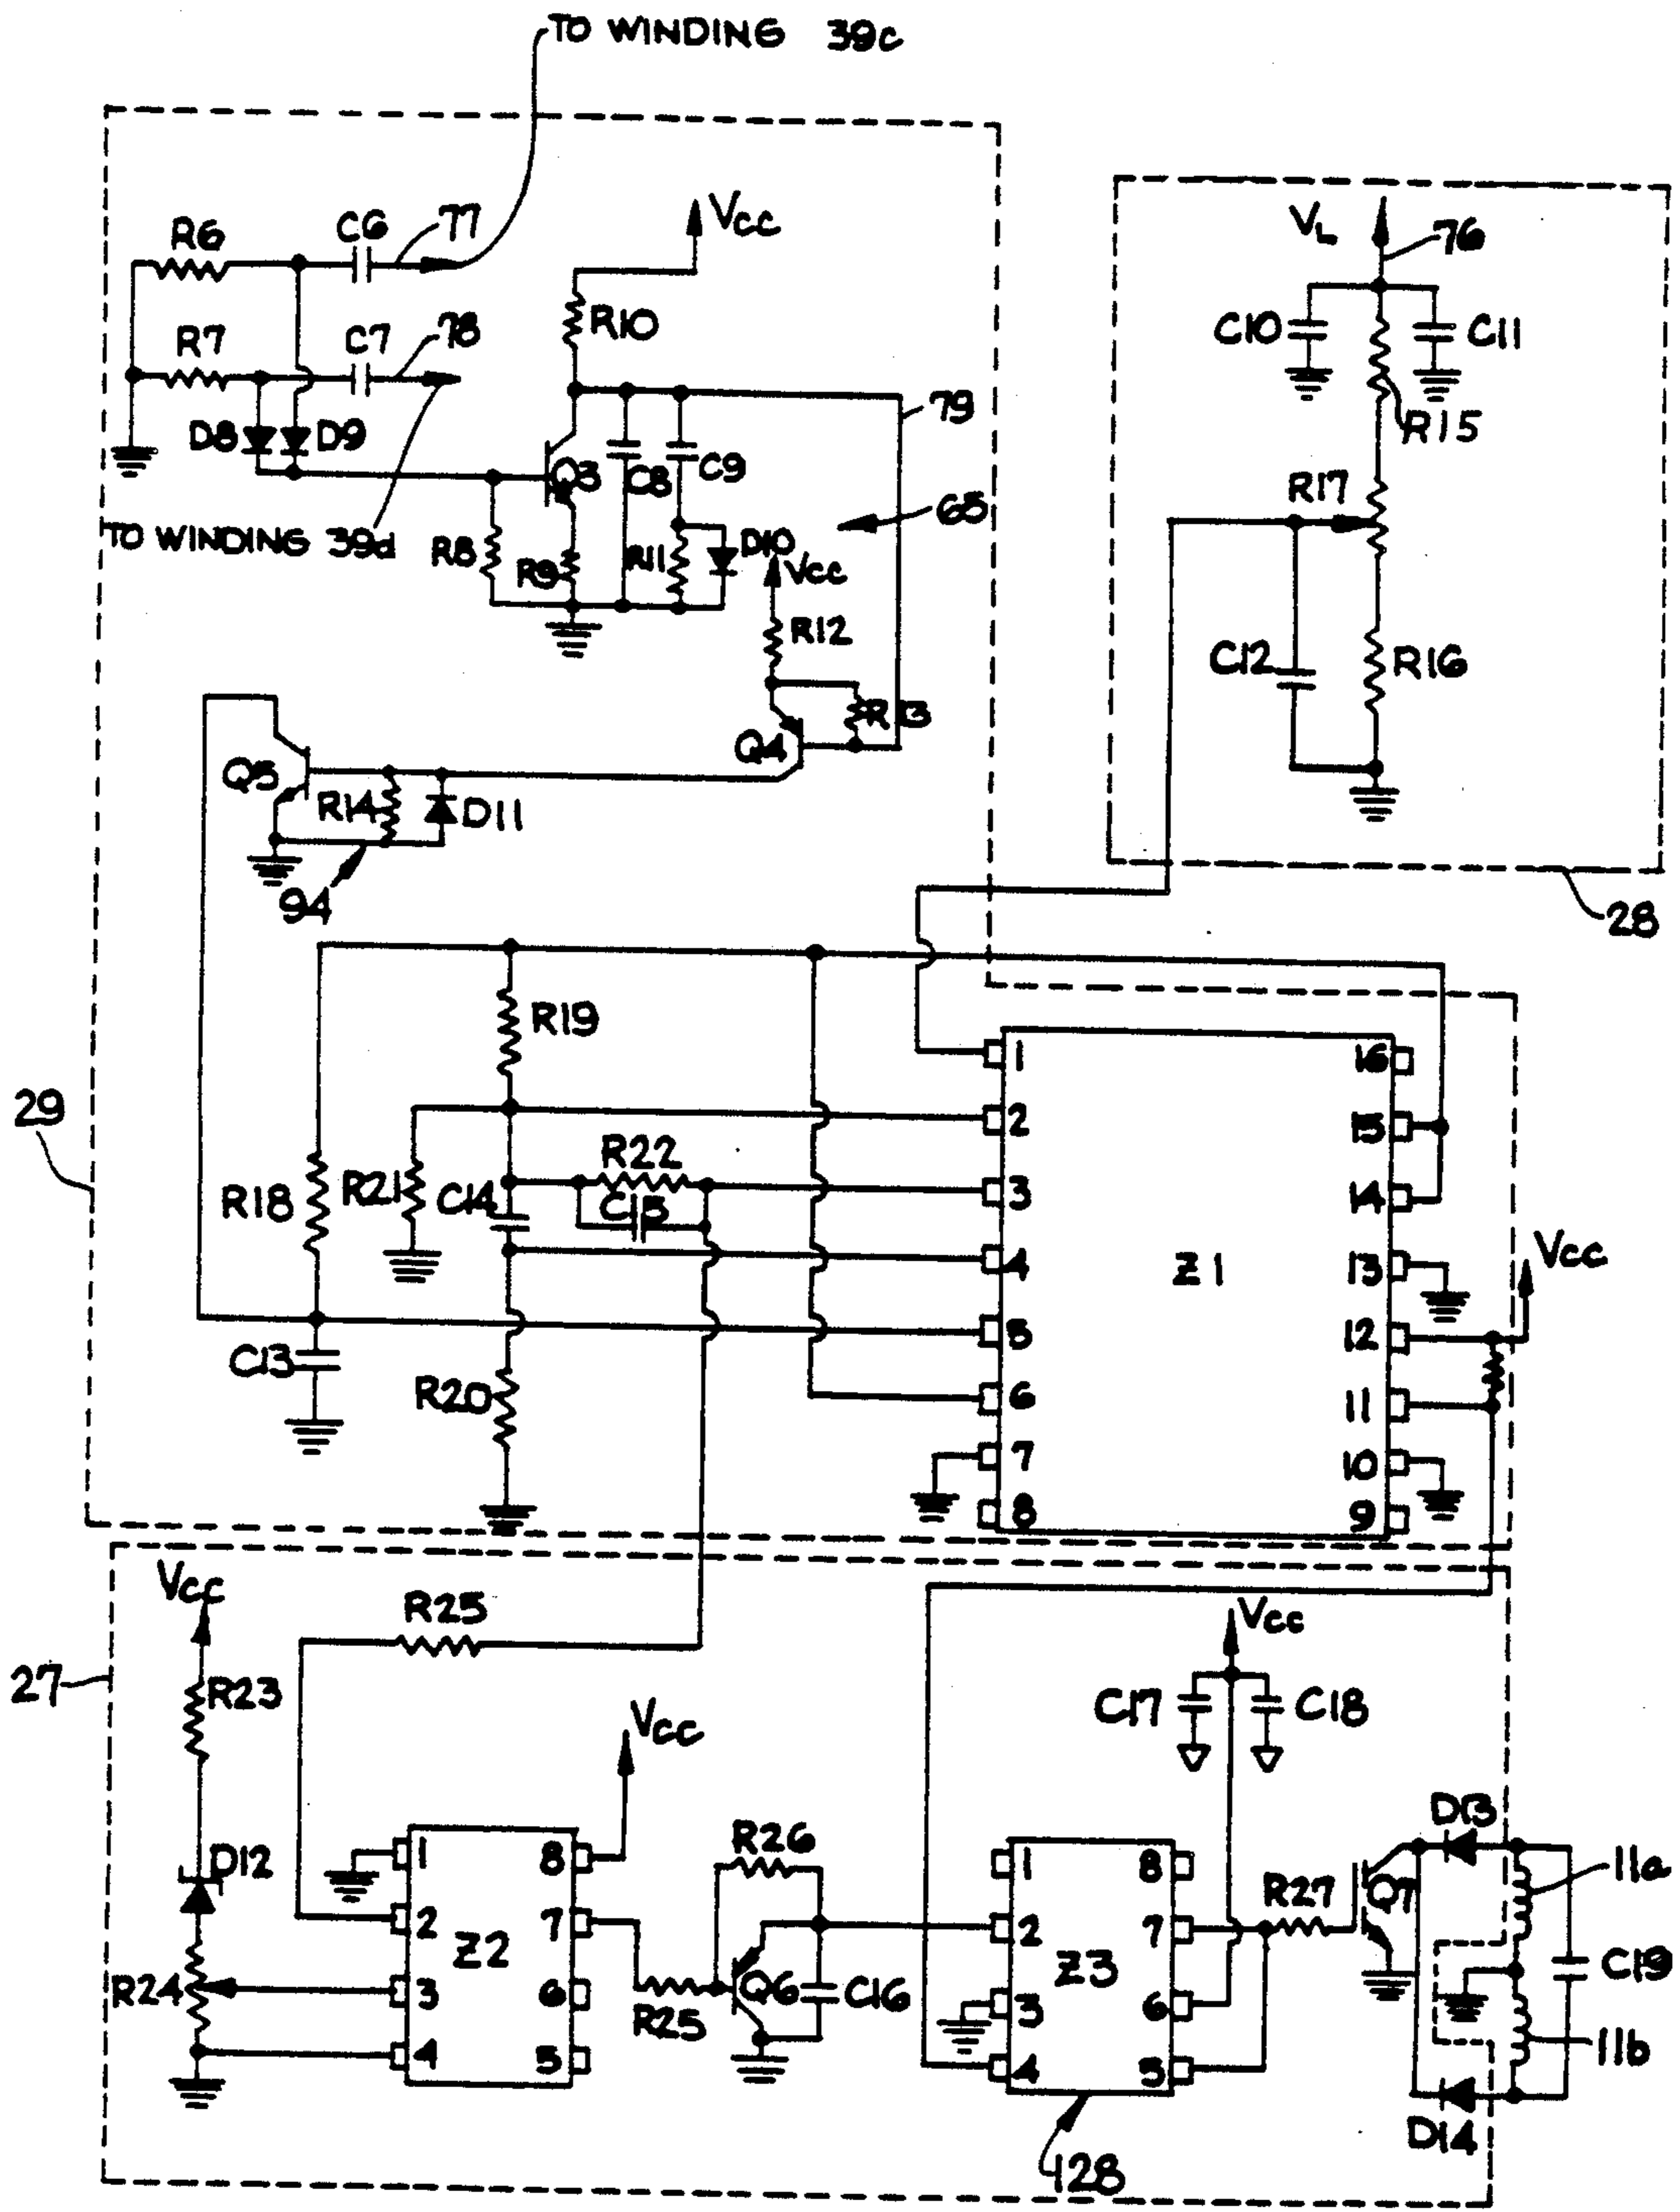 TO WINDING 39c
R6
C6
77
VCC
VL
76
R7
C7
78
R10
C10
C11
R15
D8
D9
79
Q3
C8
C9
R17
65
TO WINDING 39d
R8
R9
R11
D10
VCC
R12
C12
R16
R13
Q4
Q5
R14
D11
94
28
R19
29
1
16
2
15
R22
R18
R21
C14
C15
3
14
4
Z1
13
VCC
5
12
C13
R20
6
11
7
10
8
9
VCC
R25
VCC
27
R23
VCC
C17
C18
D12
1
8
R26
D13
1
8
11a
2
Z2
7
R27
Q7
2
Z3
7
R24
3
6
R25
Q6
C16
3
6
C19
4
5
4
5
11b
D14
128